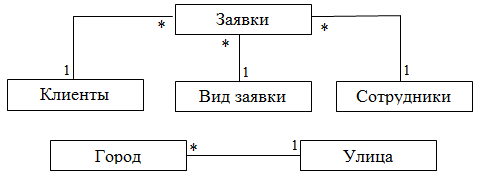 Заявки
* * *
1 1 1
Клиенты Вид заявки Сотрудники
* 1
Город Улица